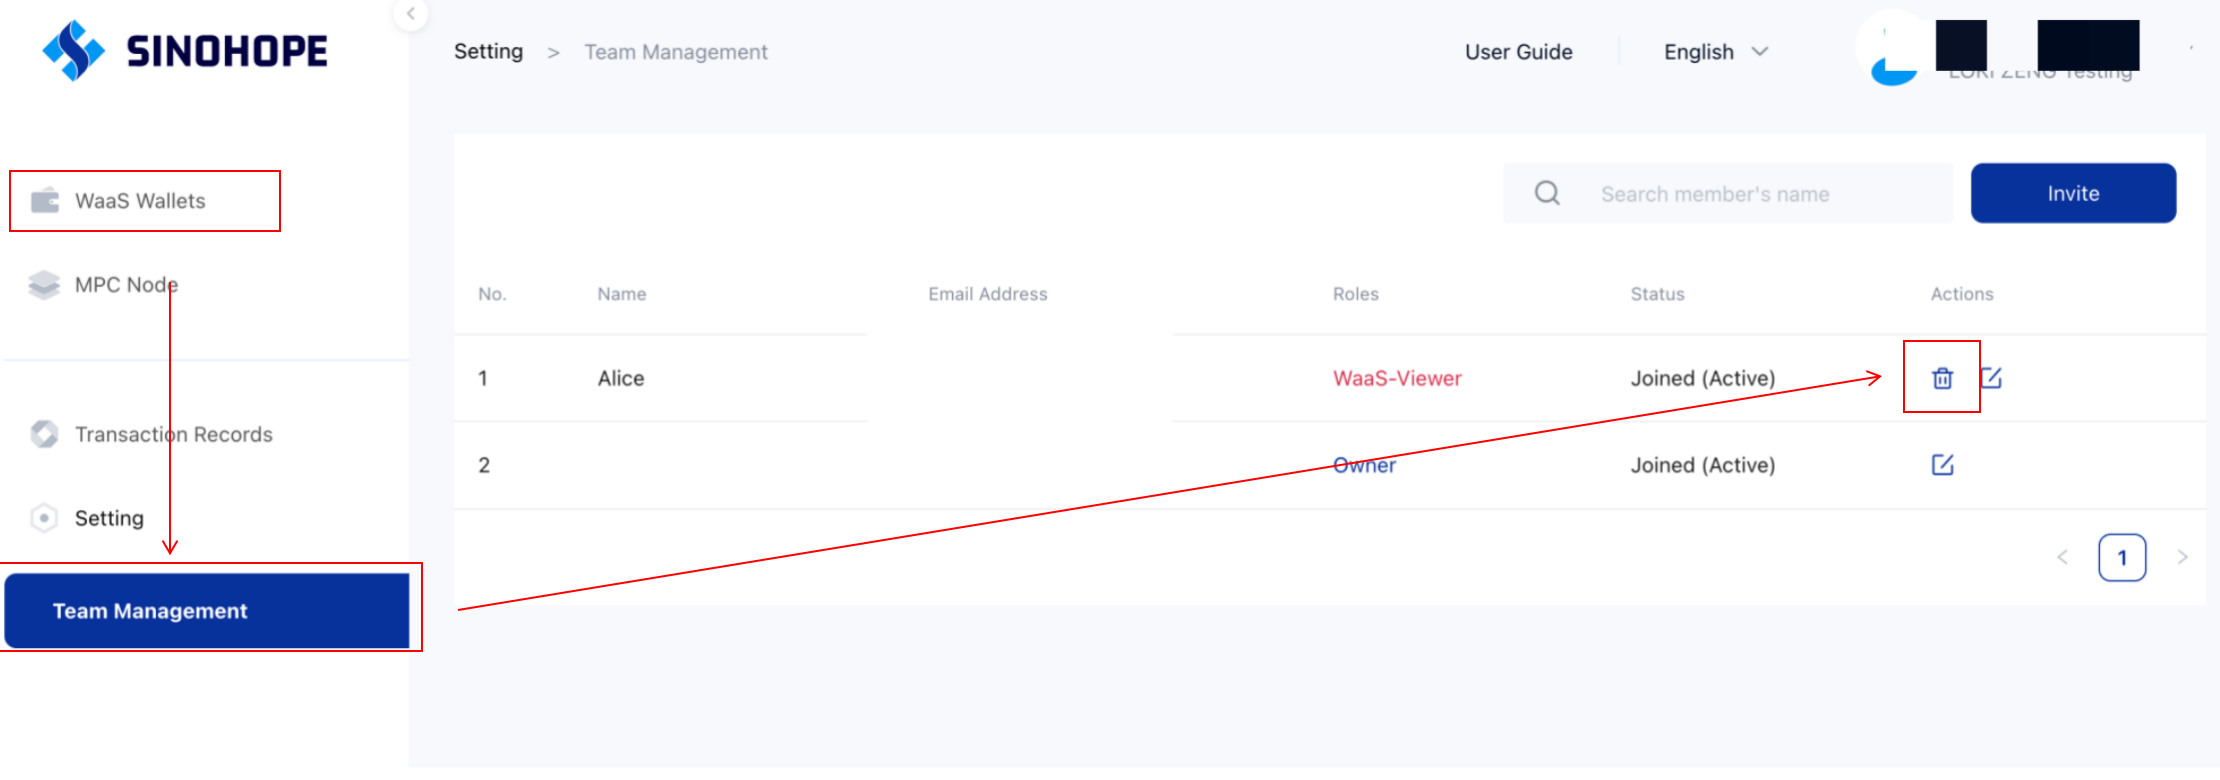 SINOHOPE
Setting > Team Management
User Guide
English
Testing
WaaS Wallets
MPC Node
Transaction Records
Setting
Team Management
Search member's name
Invite
No. Name Email Address Roles Status Actions
1 Alice WaaS-Viewer Joined (Active)
2 Owner Joined (Active)
< 1 >